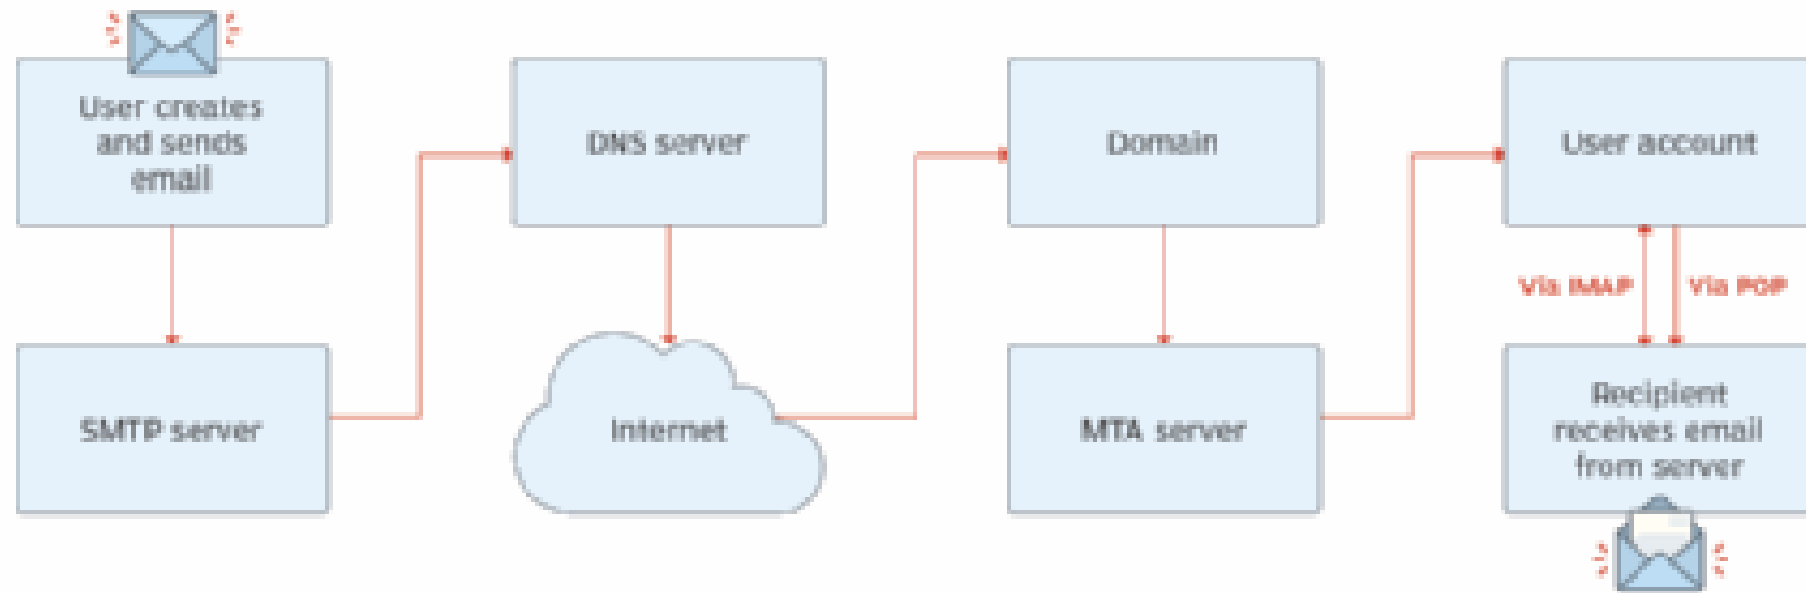 User creates
and sends
email
SMTP server
DNS server
Internet
Domain
MTA server
User account
Via IMAP
Via POP
Recipient
receives email
from server